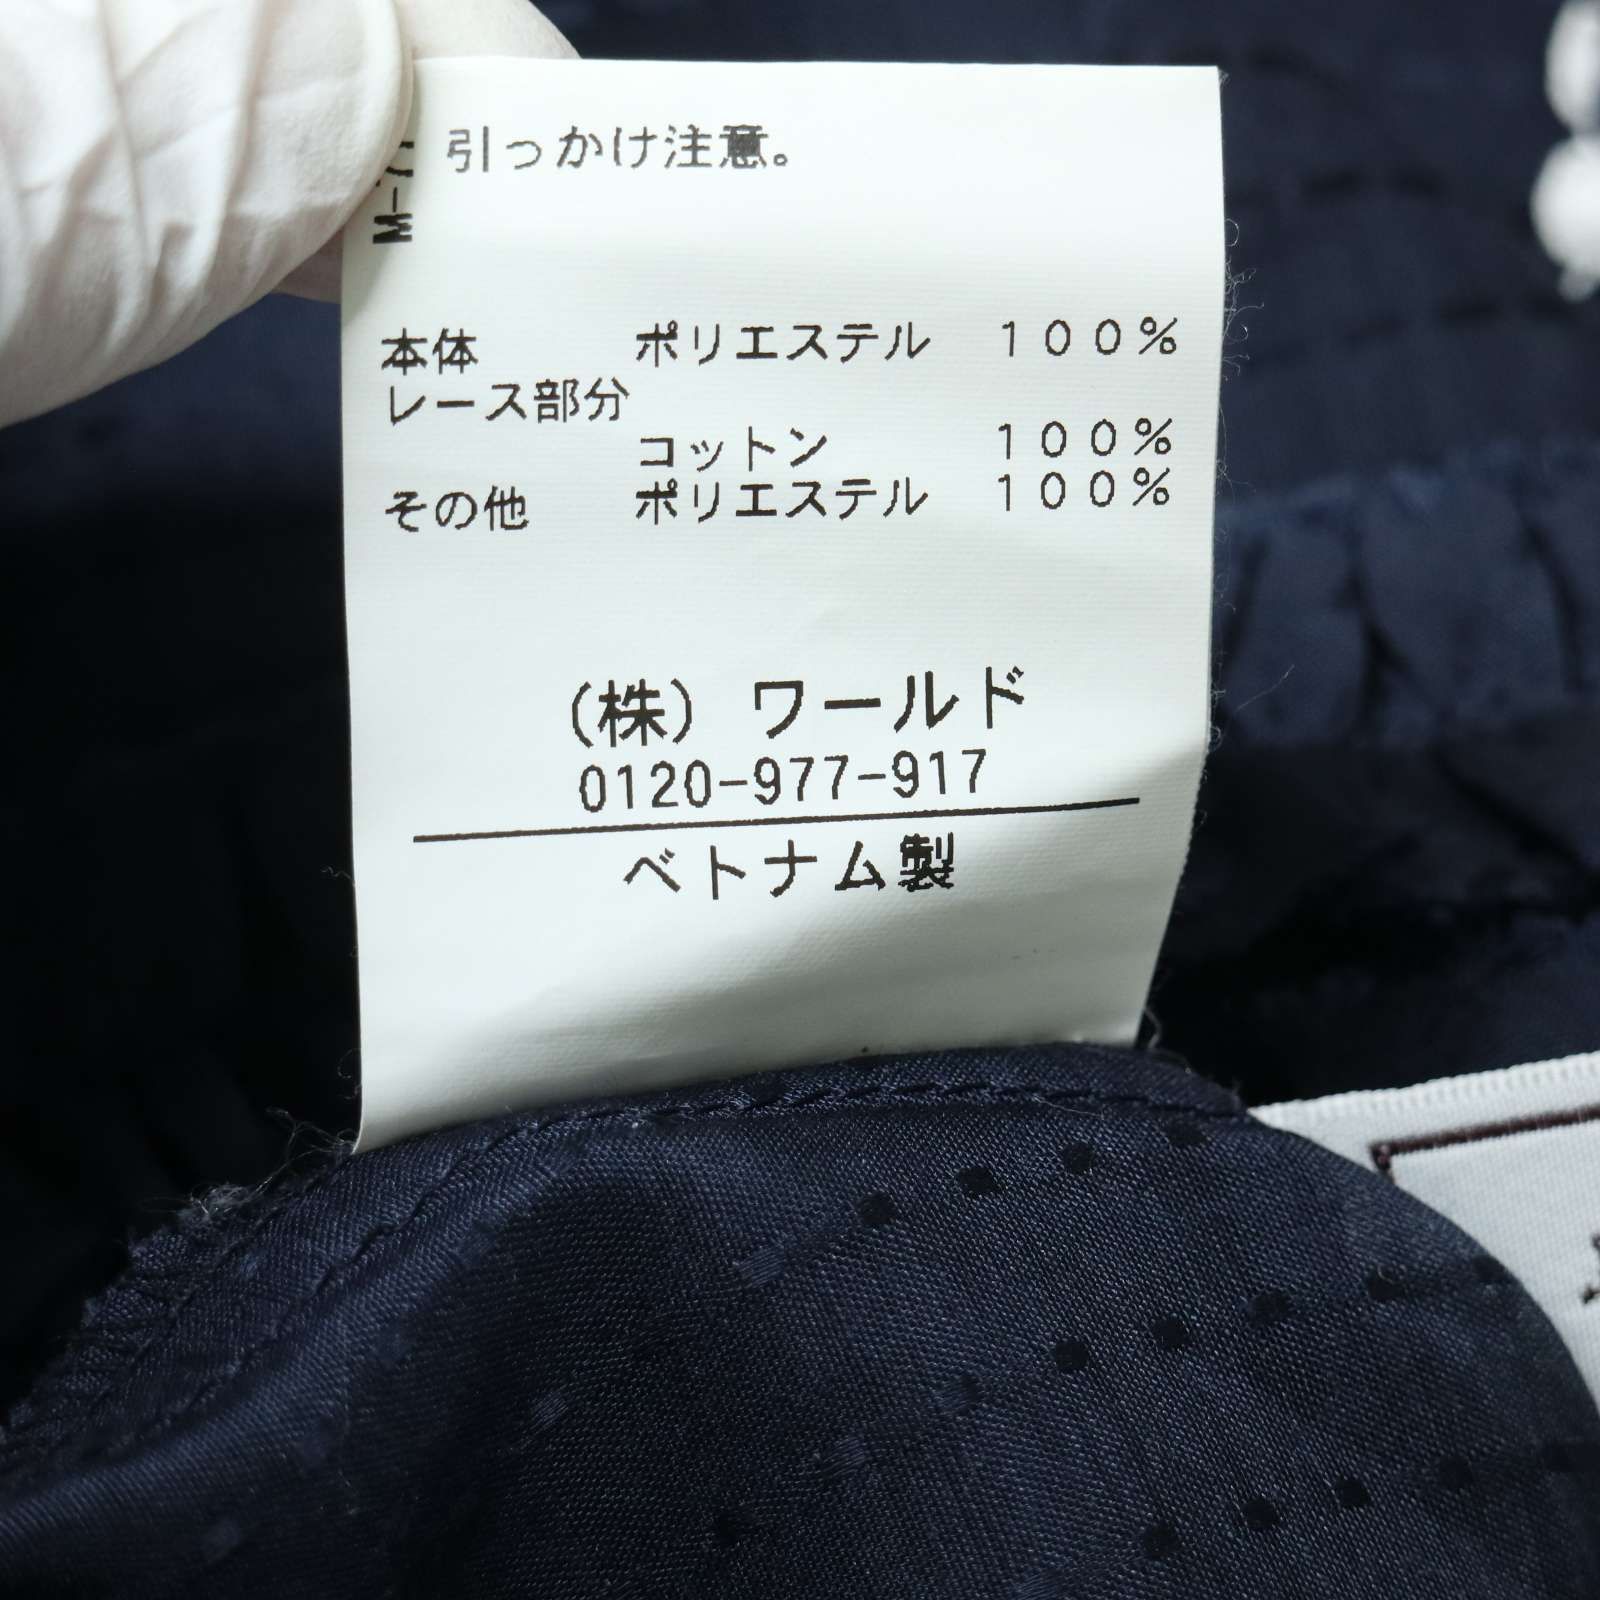 引っかけ注意。
本体 ポリエステル 100%
レース部分
コットン 100%
その他 ポリエステル 100%
(株) ワールド
0120-977-917
ベトナム製